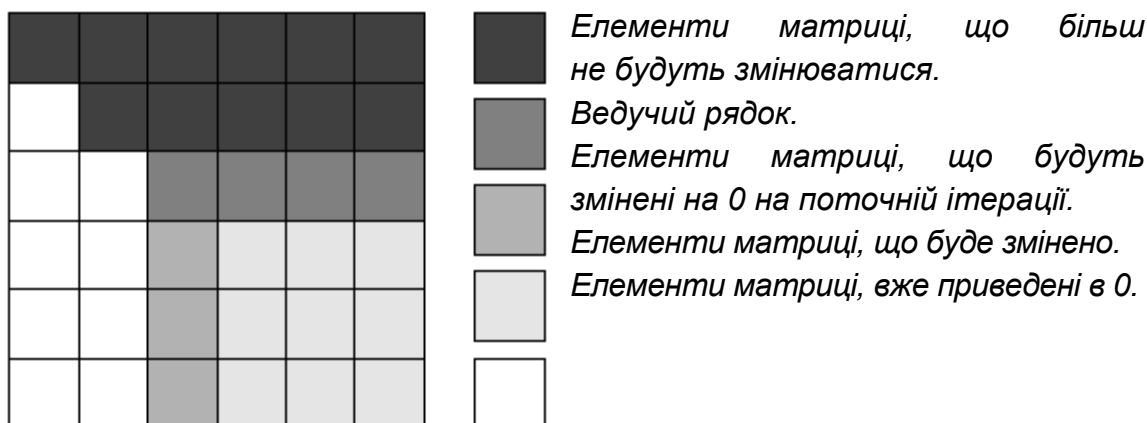 Елементи матриці, що більш
не будуть змінюватися.
Ведучий рядок.
Елементи матриці, що будуть
змінені на 0 на поточній ітерації.
Елементи матриці, що буде змінено.
Елементи матриці, вже приведені в 0.